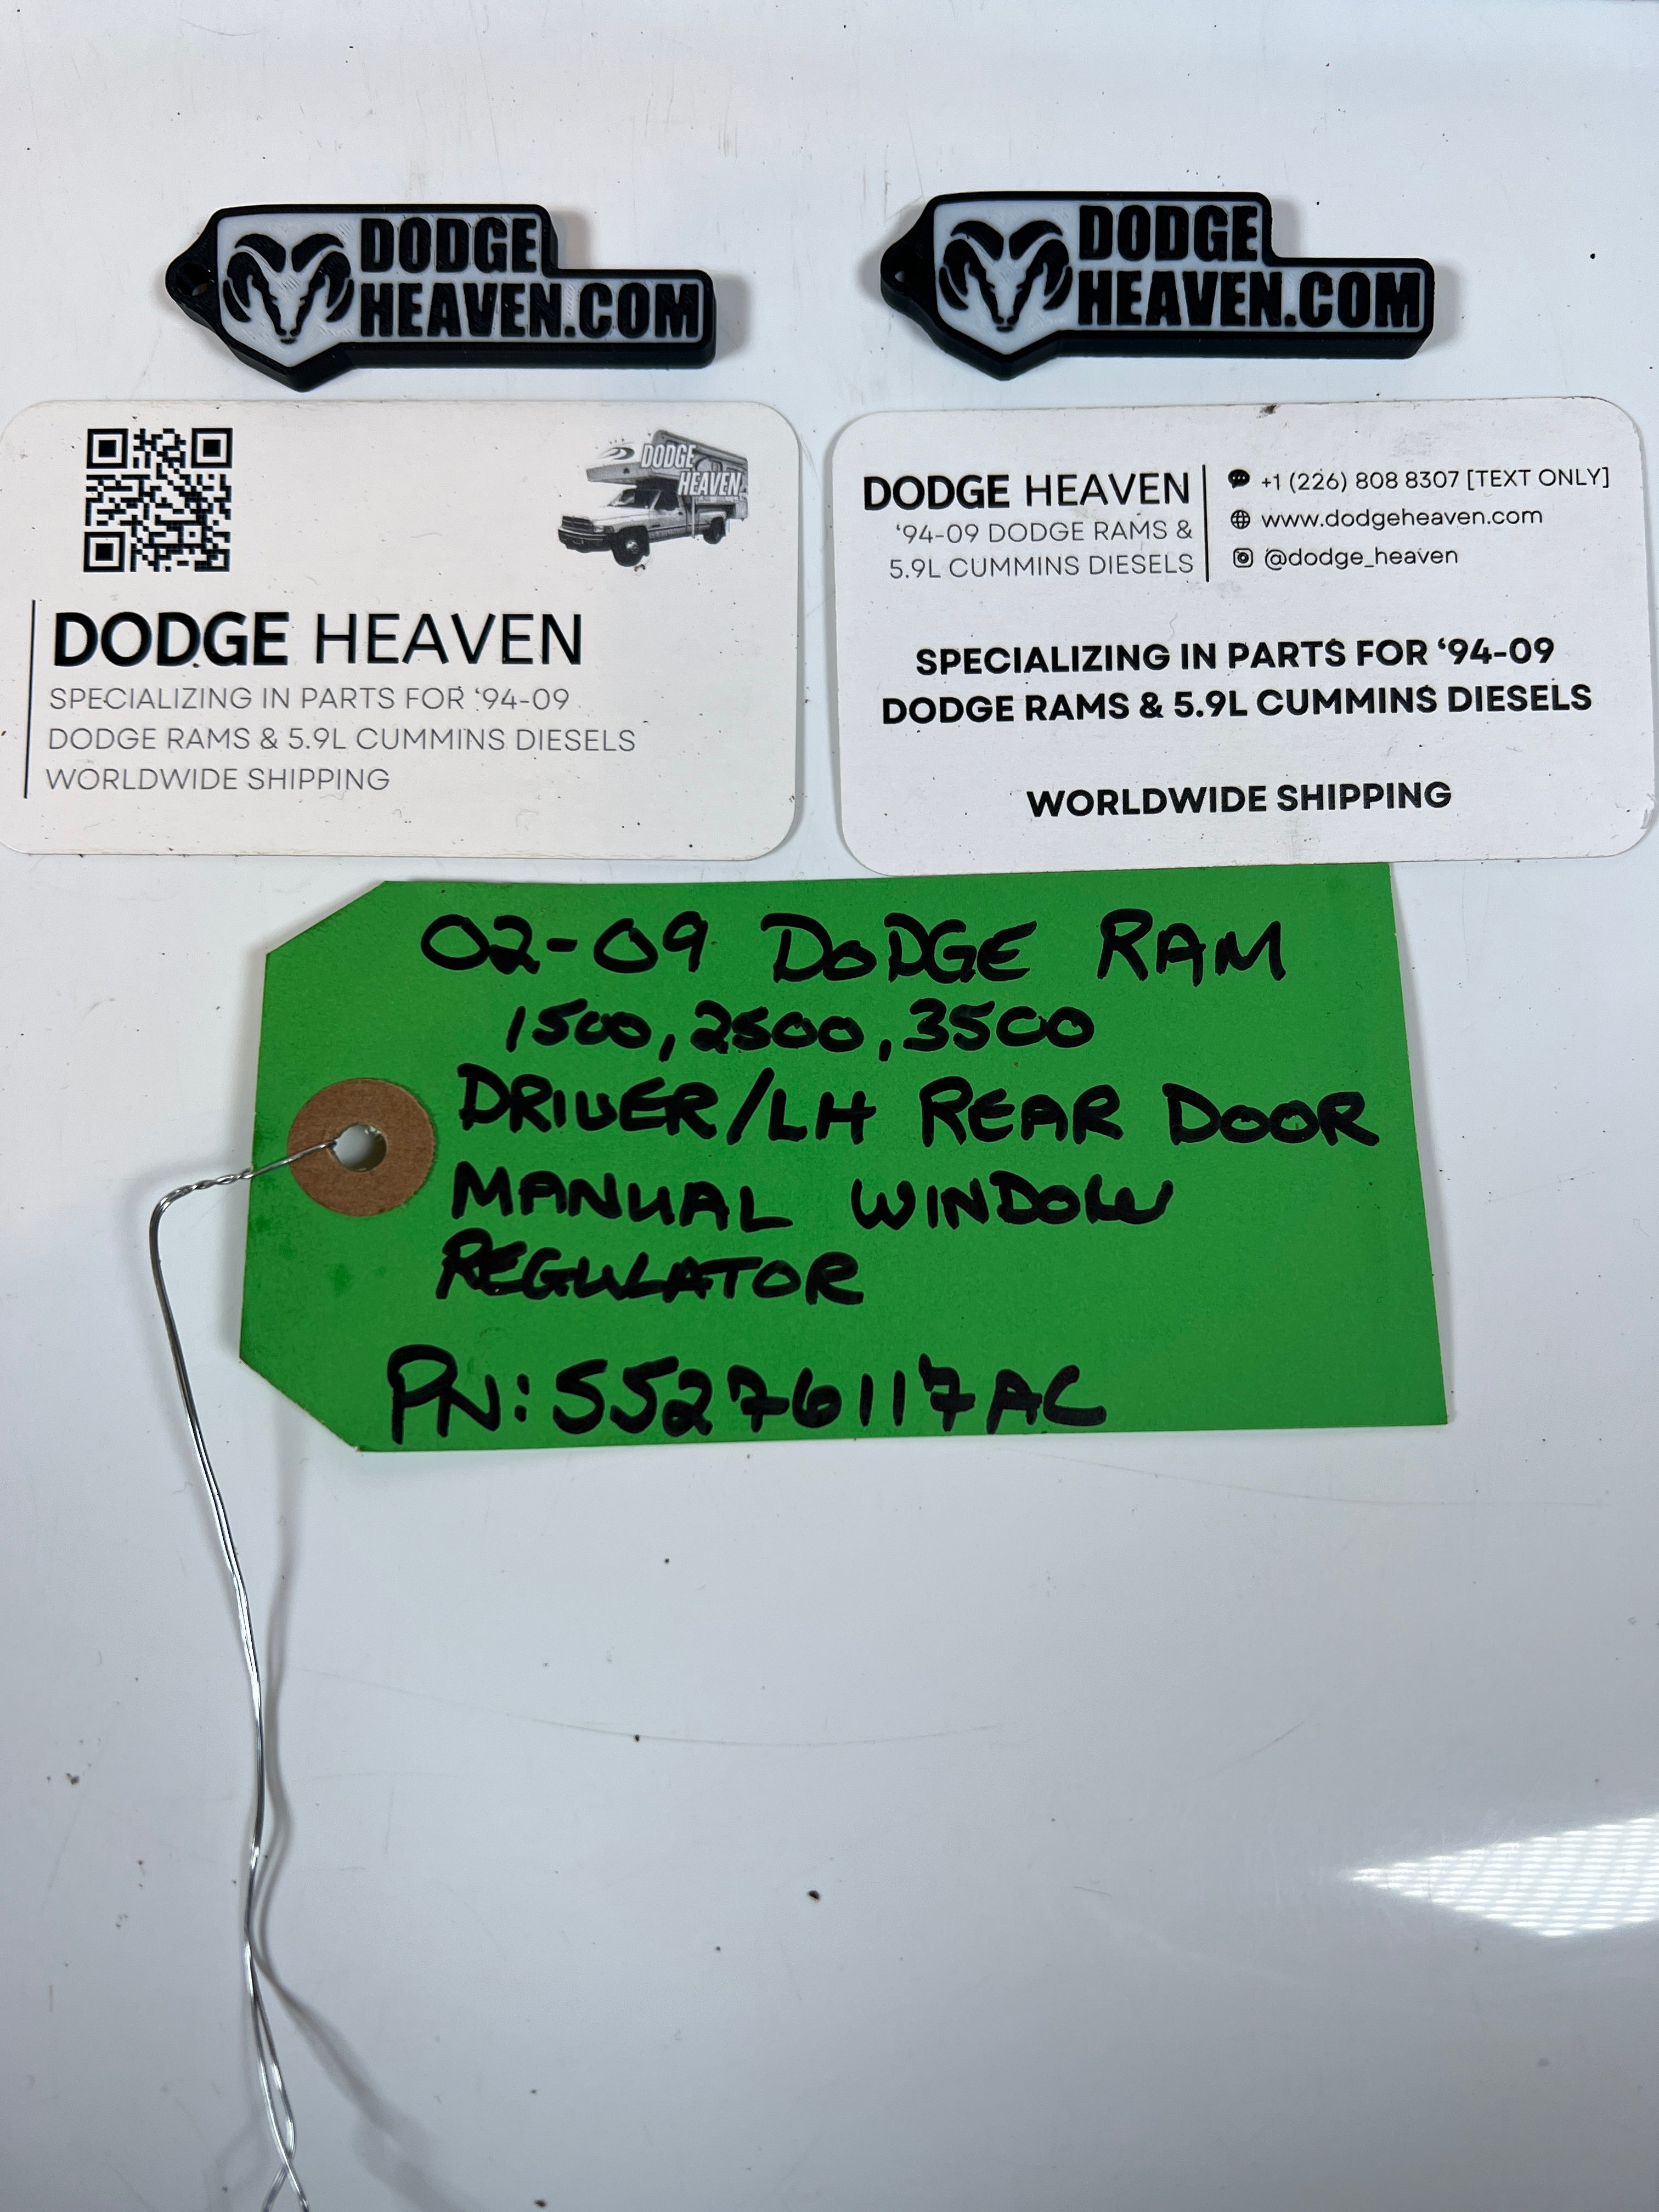 DODGE
HEAVEN.COM
DODGE
HEAVEN.COM
DODGE
HEAVEN
DODGE HEAVEN
SPECIALIZING IN PARTS FOR ‘94-09
DODGE RAMS & 5.9L CUMMINS DIESELS
WORLDWIDE SHIPPING
DODGE HEAVEN
‘94-09 DODGE RAMS &
5.9L CUMMINS DIESELS
+1 (226) 808 8307 [TEXT ONLY]
www.dodgeheaven.com
@dodge_heaven
SPECIALIZING IN PARTS FOR ‘94-09
DODGE RAMS & 5.9L CUMMINS DIESELS
WORLDWIDE SHIPPING
02-09 DODGE RAM
1500, 2500, 3500
DRIVER/LH REAR DOOR
MANUAL WINDOW
REGULATOR
PN: 55276117AC